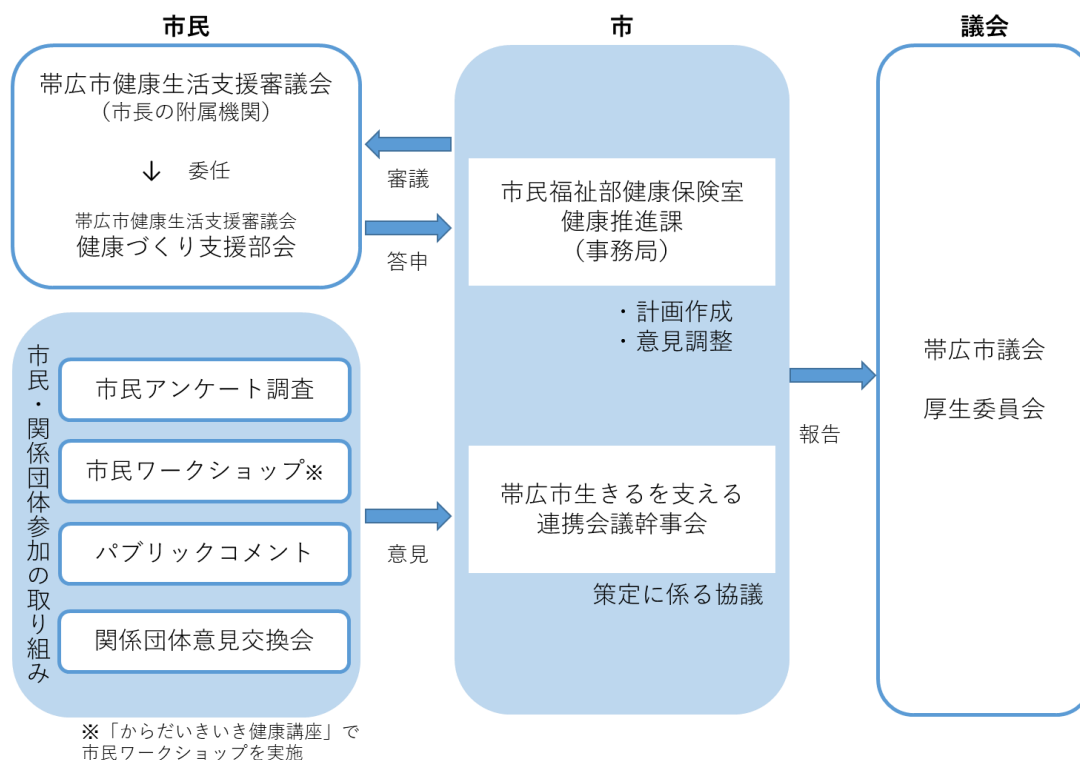 市民
帯広市健康生活支援審議会
（市長の附属機関）
↓ 委任
帯広市健康生活支援審議会
健康づくり支援部会
市民・関係団体参加の取り組み
市民アンケート調査
市民ワークショップ※
パブリックコメント
関係団体意見交換会
※「からだいきいき健康講座」で
市民ワークショップを実施
審議
答申
意見
市
市民福祉部健康保険室
健康推進課
（事務局）
・計画作成
・意見調整
帯広市生きるを支える
連携会議幹事会
策定に係る協議
報告
議会
帯広市議会
厚生委員会